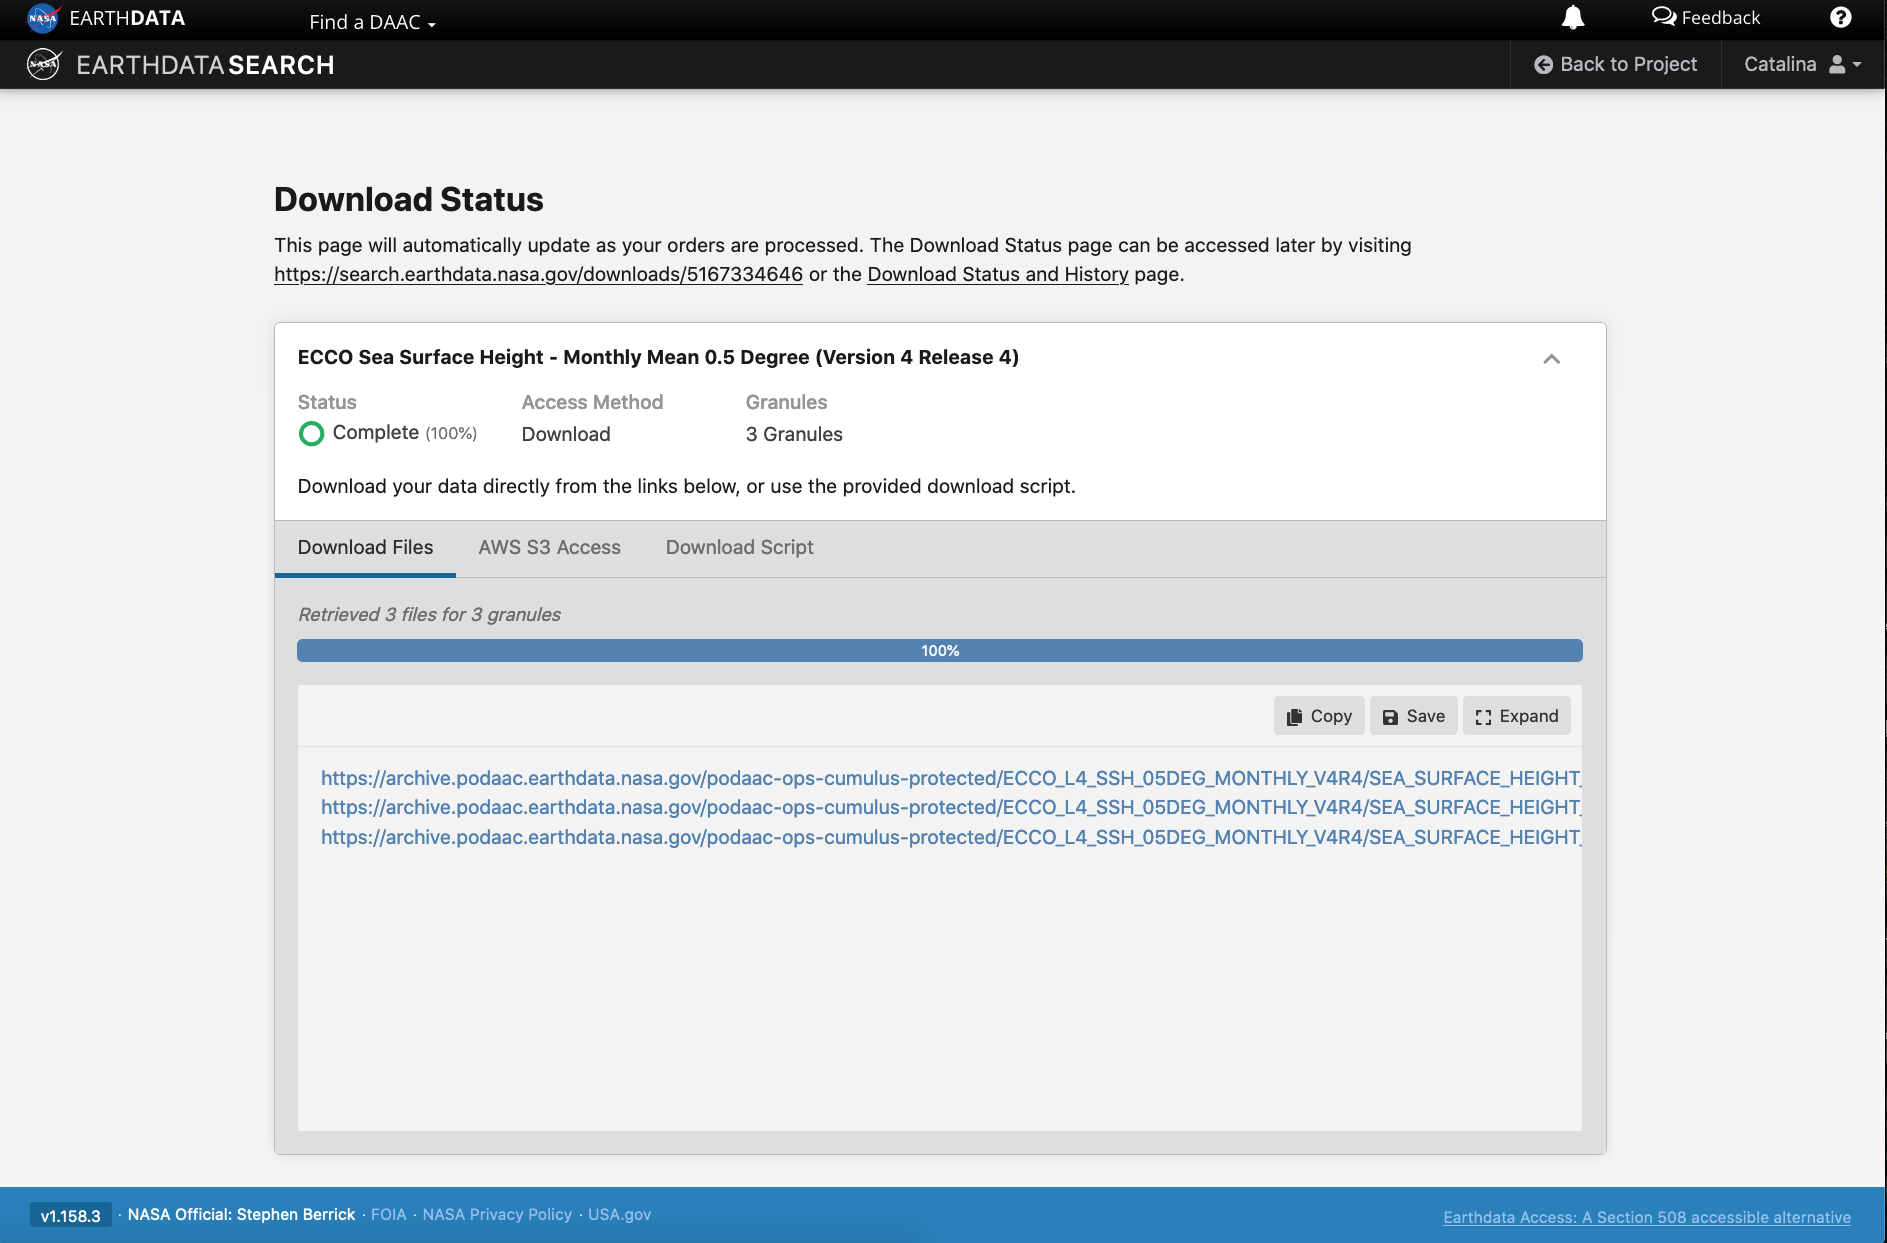 NASA EARTHDATA Find a DAAC Feedback ?
NASA EARTHDATA SEARCH Back to Project Catalina
Download Status
This page will automatically update as your orders are processed. The Download Status page can be accessed later by visiting
https://search.earthdata.nasa.gov/downloads/5167334646 or the Download Status and History page.
ECCO Sea Surface Height - Monthly Mean 0.5 Degree (Version 4 Release 4)
Status Access Method Granules
Complete (100%) Download 3 Granules
Download your data directly from the links below, or use the provided download script.
Download Files AWS S3 Access Download Script
Retrieved 3 files for 3 granules
100%
Copy Save Expand
https://archive.podaac.earthdata.nasa.gov/podaac-ops-cumulus-protected/ECCO_L4_SSH_05DEG_MONTHLY_V4R4/SEA_SURFACE_HEIGHT_
https://archive.podaac.earthdata.nasa.gov/podaac-ops-cumulus-protected/ECCO_L4_SSH_05DEG_MONTHLY_V4R4/SEA_SURFACE_HEIGHT_
https://archive.podaac.earthdata.nasa.gov/podaac-ops-cumulus-protected/ECCO_L4_SSH_05DEG_MONTHLY_V4R4/SEA_SURFACE_HEIGHT_
v1.158.3 · NASA Official: Stephen Berrick · FOIA · NASA Privacy Policy · USA.gov
Earthdata Access: A Section 508 accessible alternative